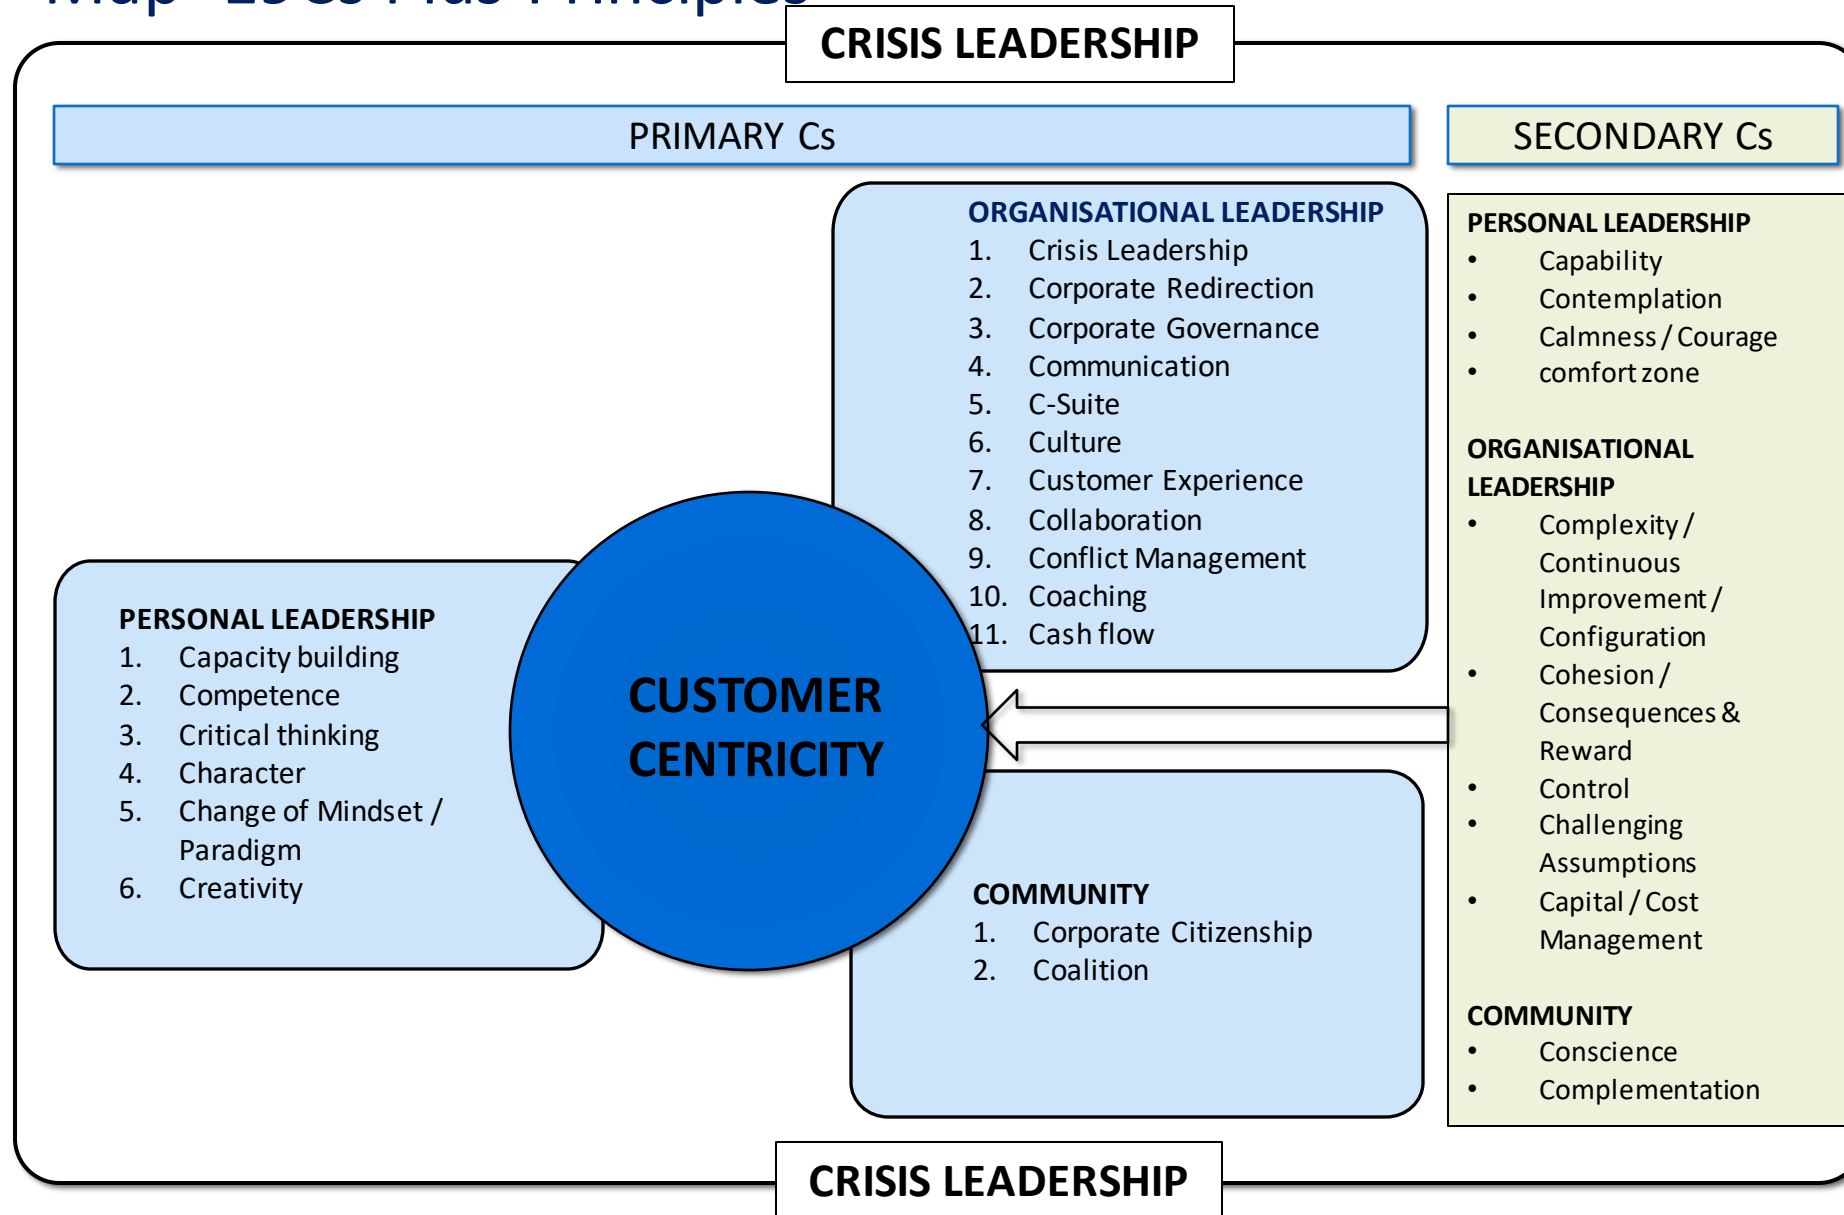 CRISIS LEADERSHIP
PRIMARY Cs
SECONDARY Cs
ORGANISATIONAL LEADERSHIP
1. Crisis Leadership
2. Corporate Redirection
3. Corporate Governance
4. Communication
5. C-Suite
6. Culture
7. Customer Experience
8. Collaboration
9. Conflict Management
10. Coaching
11. Cash flow
PERSONAL LEADERSHIP
1. Capacity building
2. Competence
3. Critical thinking
4. Character
5. Change of Mindset /
Paradigm
6. Creativity
CUSTOMER
CENTRICITY
COMMUNITY
1. Corporate Citizenship
2. Coalition
PERSONAL LEADERSHIP
• Capability
• Contemplation
• Calmness / Courage
• comfort zone
ORGANISATIONAL
LEADERSHIP
• Complexity /
Continuous
Improvement /
Configuration
• Cohesion /
Consequences &
Reward
• Control
• Challenging
Assumptions
• Capital / Cost
Management
COMMUNITY
• Conscience
• Complementation
CRISIS LEADERSHIP